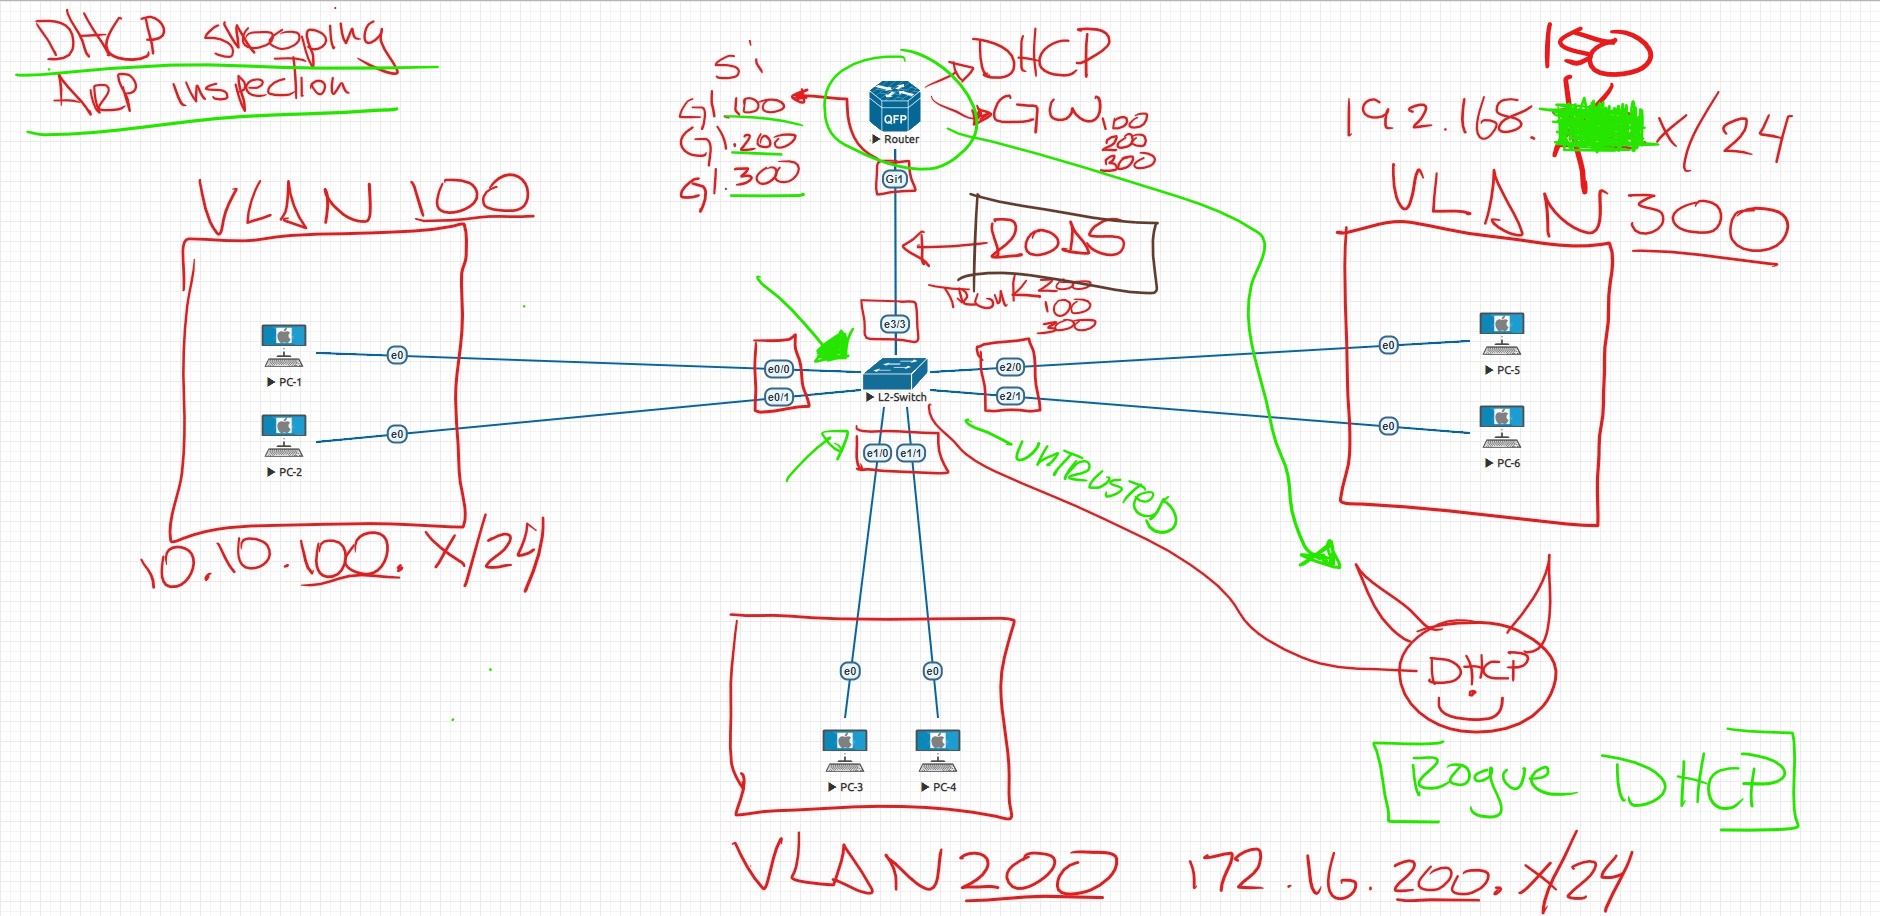 DHCP snooping
ARP inspection
Si
G1.100
G1.200
G1.300
DHCP
GW
100
200
300
QFP
Router
Gi1
150
192.168.
x/24
VLAN 100
VLAN 300
ROAS
Trunk
200
100
300
e3/3
PC-1
e0
e0/0
e2/0
e0
PC-5
PC-2
e0
e0/1
L2-Switch
e2/1
e0
PC-6
e1/0
e1/1
UNTRUSTED
10.10.100.x/24
e0
e0
DHCP
PC-3
PC-4
Rogue DHCP
VLAN 200
172.16.200.x/24